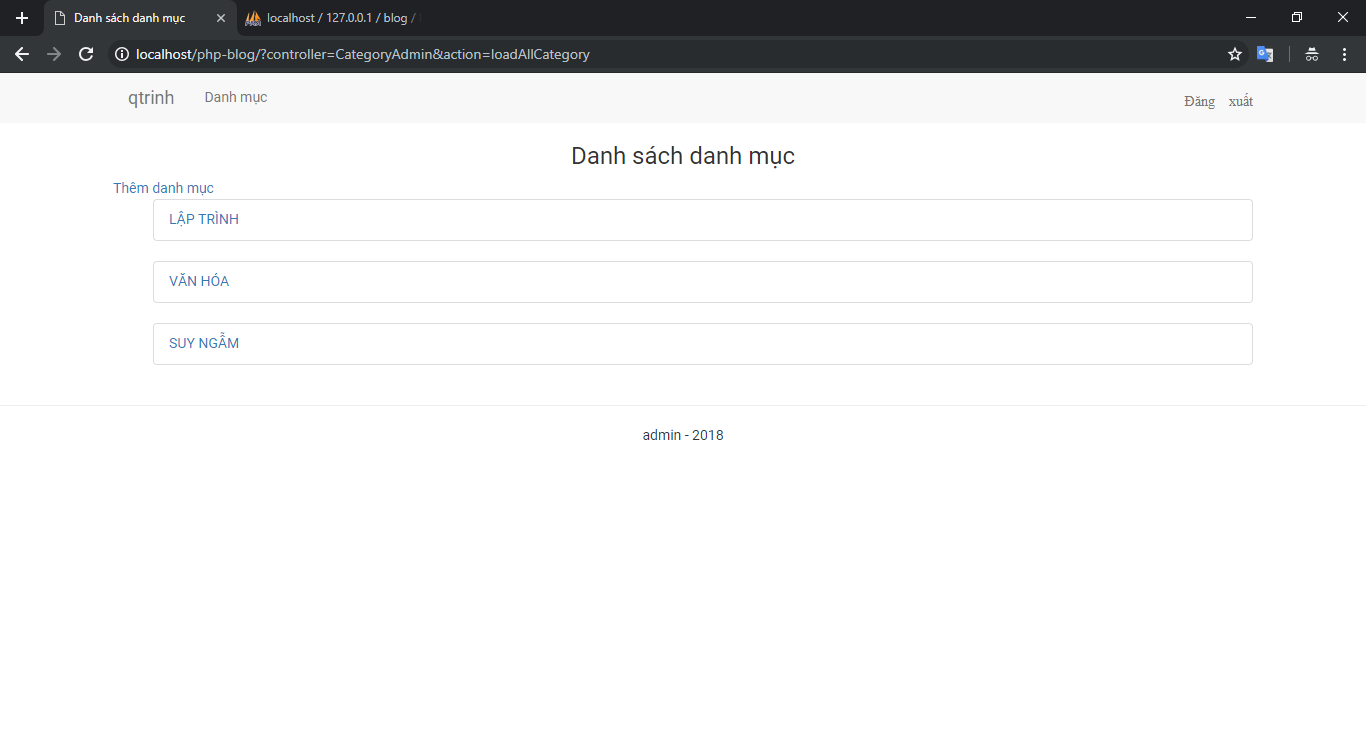 Danh sách danh mục
localhost / 127.0.0.1 / blog /
localhost/php-blog/?controller=CategoryAdmin&action=loadAllCategory
qtrinh Danh mục Đăng xuất
Danh sách danh mục
Thêm danh mục
LẬP TRÌNH
VĂN HÓA
SUY NGẪM
admin - 2018